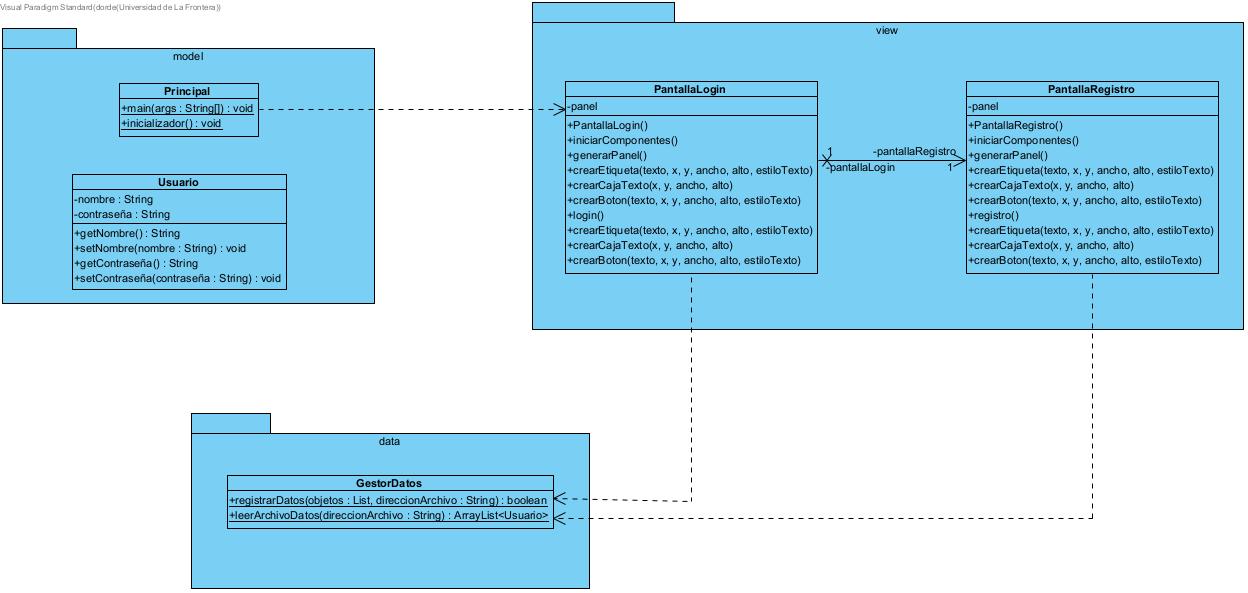 Visual Paradigm Standard(dorde(Universidad de La Frontera))
model
Principal
+main(args : String[]) : void
+inicializador() : void
Usuario
-nombre : String
-contraseña : String
+getNombre() : String
+setNombre(nombre : String) : void
+getContraseña() : String
+setContraseña(contraseña : String) : void
view
PantallaLogin
-panel
+PantallaLogin()
+iniciarComponentes()
+generarPanel()
+crearEtiqueta(texto, x, y, ancho, alto, estiloTexto)
+crearCajaTexto(x, y, ancho, alto)
+crearBoton(texto, x, y, ancho, alto, estiloTexto)
+login()
+crearEtiqueta(texto, x, y, ancho, alto, estiloTexto)
+crearCajaTexto(x, y, ancho, alto)
+crearBoton(texto, x, y, ancho, alto, estiloTexto)
1
-pantallaRegistro
-pantallaLogin
1
PantallaRegistro
-panel
+PantallaRegistro()
+iniciarComponentes()
+generarPanel()
+crearEtiqueta(texto, x, y, ancho, alto, estiloTexto)
+crearCajaTexto(x, y, ancho, alto)
+crearBoton(texto, x, y, ancho, alto, estiloTexto)
+registro()
+crearEtiqueta(texto, x, y, ancho, alto, estiloTexto)
+crearCajaTexto(x, y, ancho, alto)
+crearBoton(texto, x, y, ancho, alto, estiloTexto)
data
GestorDatos
+registrarDatos(objetos : List, direccionArchivo : String) : boolean
+leerArchivoDatos(direccionArchivo : String) : ArrayList<Usuario>